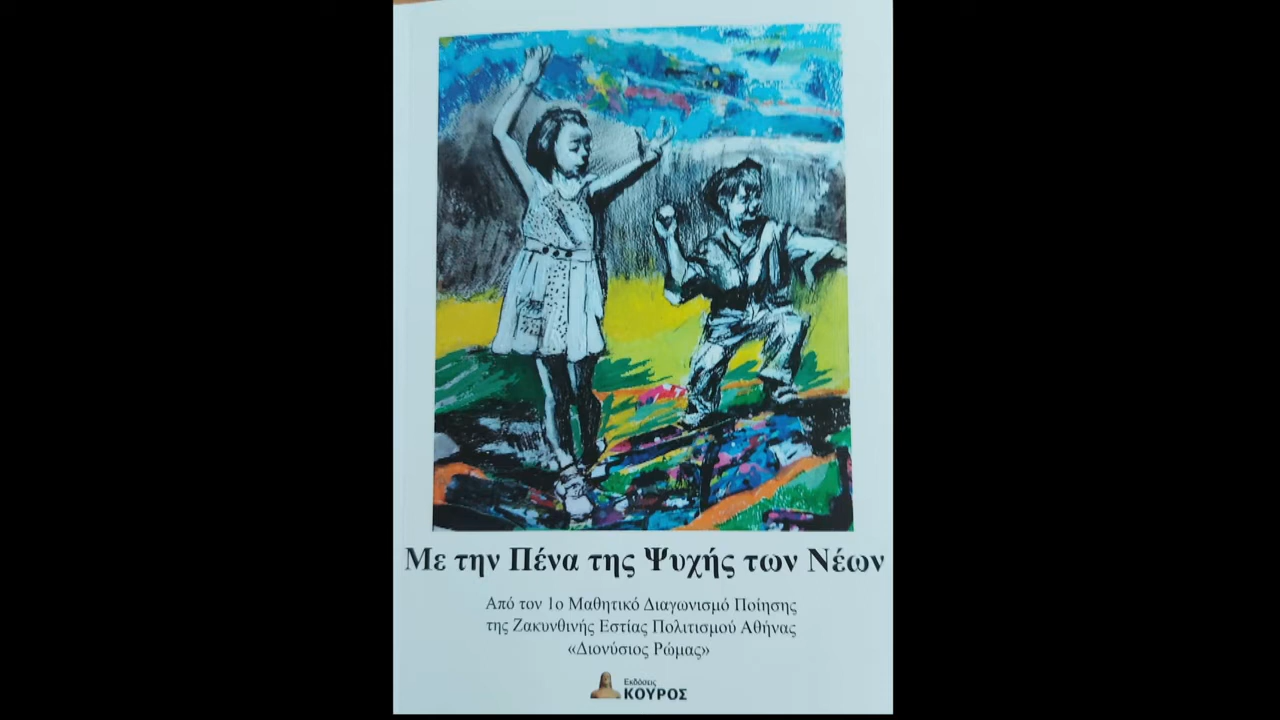 Με την Πένα της Ψυχής των Νέων
Από τον 1ο Μαθητικό Διαγωνισμό Ποίησης
της Ζακυνθινής Εστίας Πολιτισμού Αθήνας
«Διονύσιος Ρώμας»
Εκδόσεις
ΚΟΥΡΟΣ